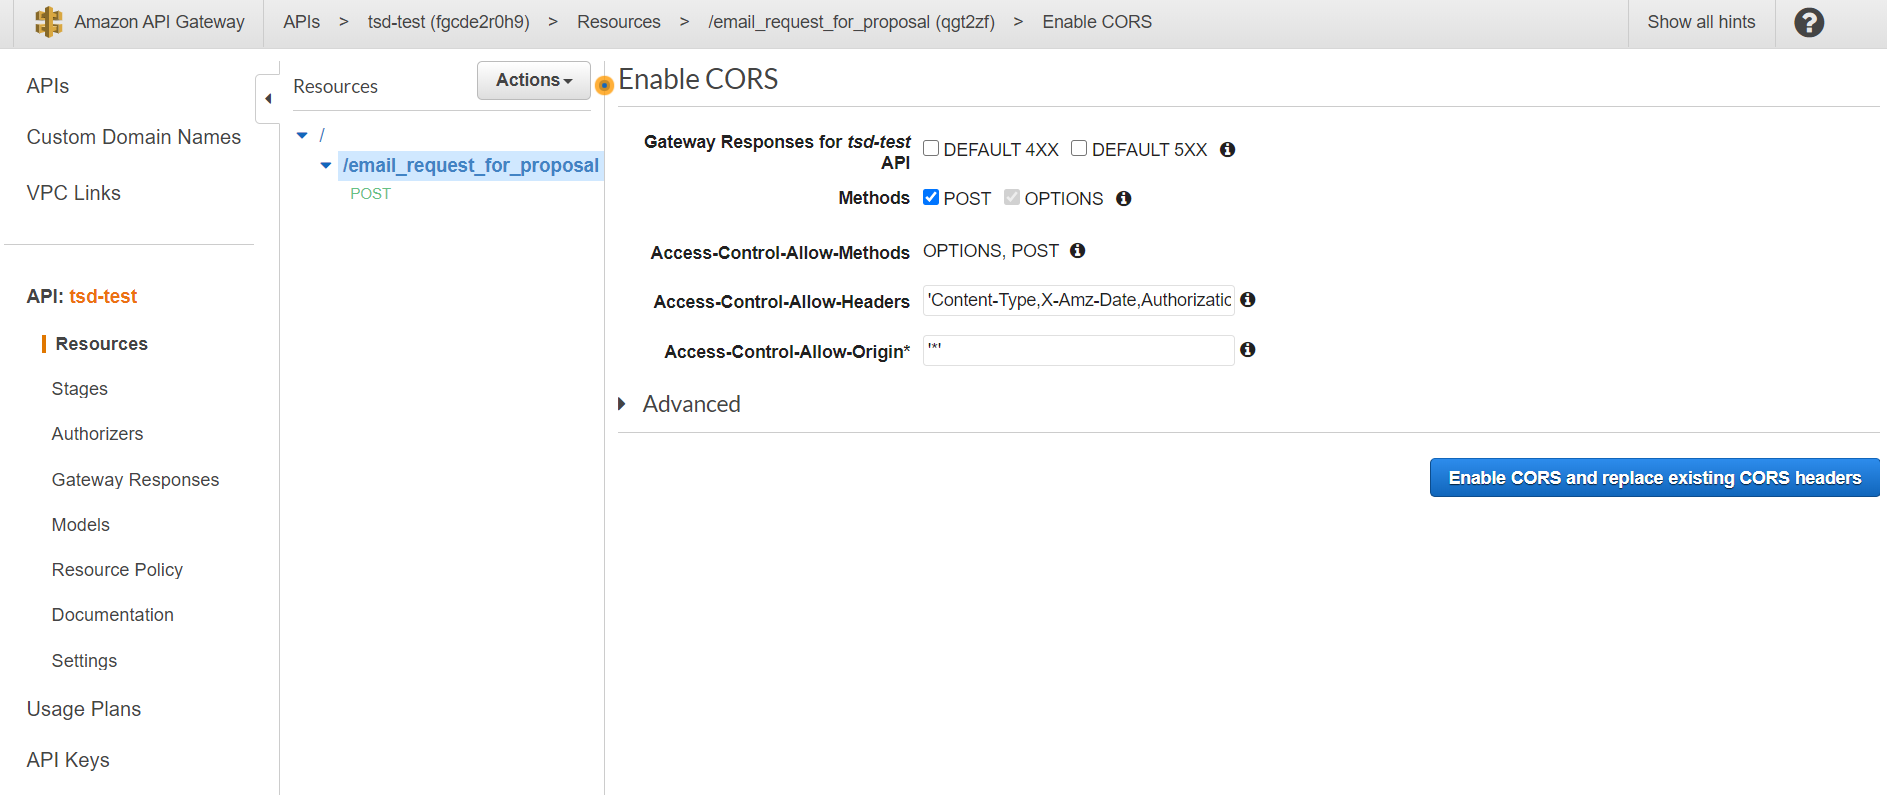 Amazon API Gateway
APIs > tsd-test (fgcde2r0h9) > Resources > /email_request_for_proposal (qgt2zf) > Enable CORS
Show all hints
?
APIs
Custom Domain Names
VPC Links
API: tsd-test
Resources
Stages
Authorizers
Gateway Responses
Models
Resource Policy
Documentation
Settings
Usage Plans
API Keys
Resources
Actions
/
/email_request_for_proposal
POST
Enable CORS
Gateway Responses for tsd-test
API
DEFAULT 4XX DEFAULT 5XX
Methods POST OPTIONS
Access-Control-Allow-Methods OPTIONS, POST
Access-Control-Allow-Headers 'Content-Type,X-Amz-Date,Authorizatic
Access-Control-Allow-Origin* '*'
Advanced
Enable CORS and replace existing CORS headers